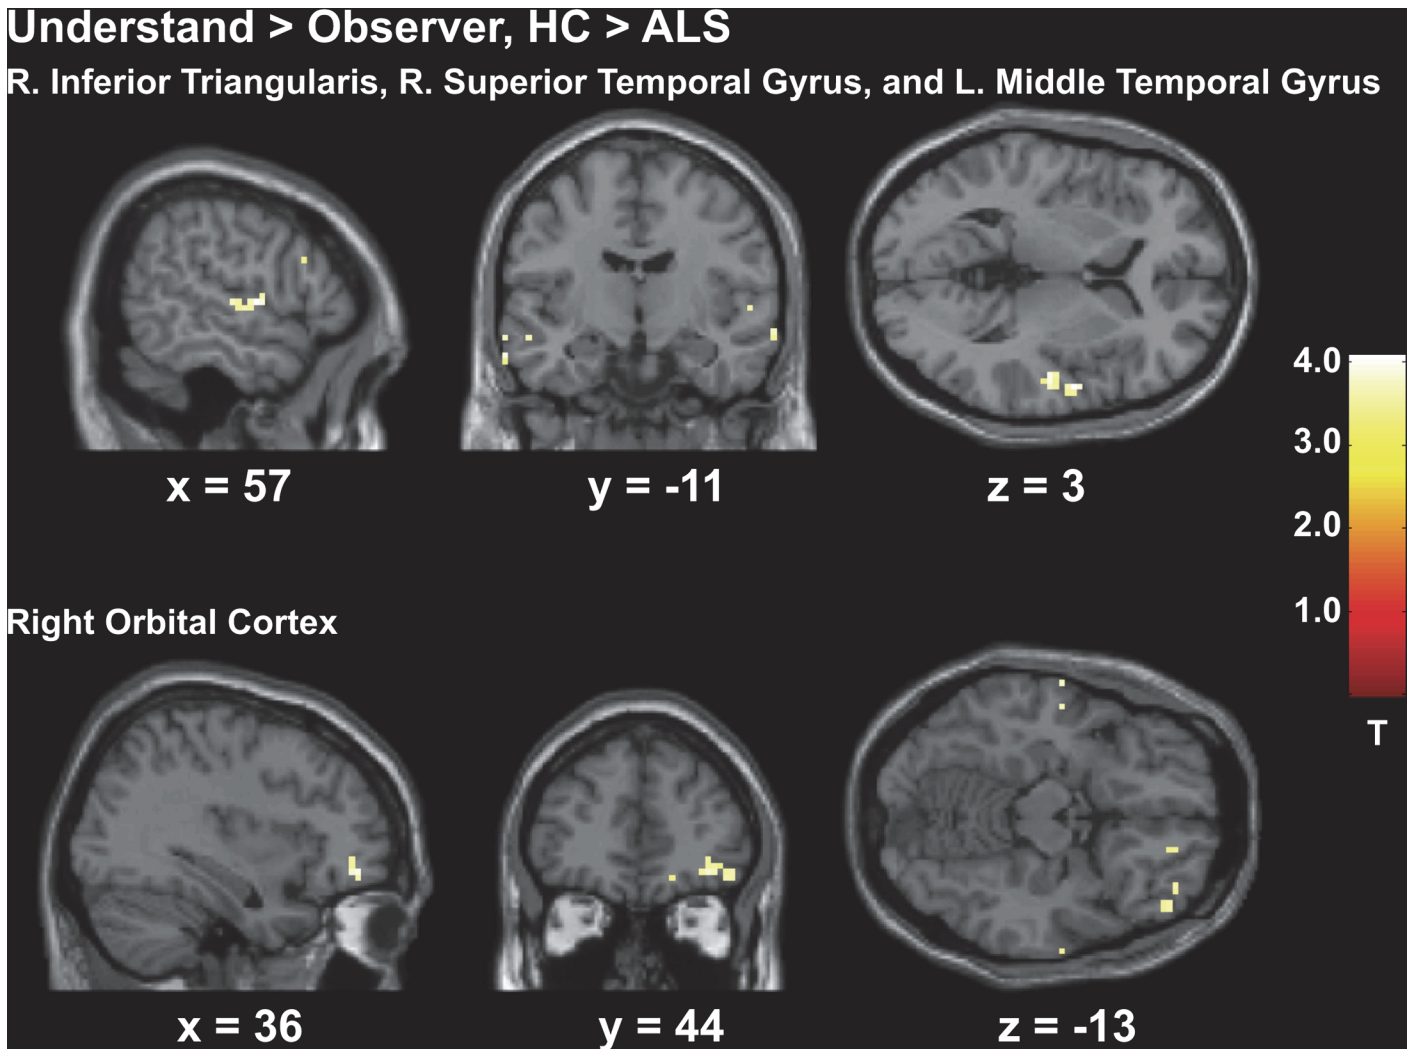 Understand > Observer, HC > ALS
R. Inferior Triangularis, R. Superior Temporal Gyrus, and L. Middle Temporal Gyrus
x = 57
y = -11
z = 3
4.0
3.0
2.0
1.0
T
Right Orbital Cortex
x = 36
y = 44
z = -13